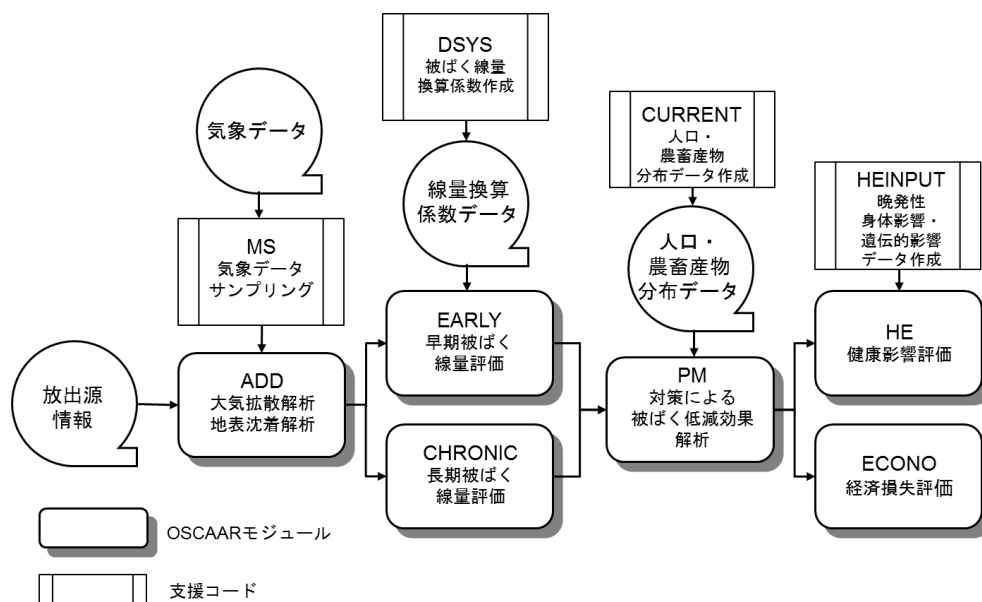 DSYS
被ばく線量
換算係数作成
気象データ
CURRENT
人口・
農畜産物
分布データ作成
線量換算
係数データ
HEINPUT
晩発性
身体影響・
遺伝的影響
データ作成
MS
気象データ
サンプリング
人口・
農畜産物
分布データ
EARLY
早期被ばく
線量評価
HE
健康影響評価
放出源
情報
ADD
大気拡散解析
地表沈着解析
PM
対策による
被ばく低減効果
解析
CHRONIC
長期被ばく
線量評価
ECONO
経済損失評価
OSCAARモジュール
支援コード